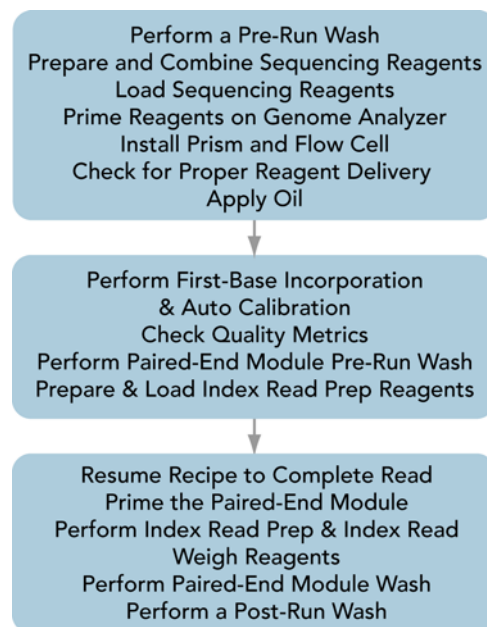 Perform a Pre-Run Wash
Prepare and Combine Sequencing Reagents
Load Sequencing Reagents
Prime Reagents on Genome Analyzer
Install Prism and Flow Cell
Check for Proper Reagent Delivery
Apply Oil
Perform First-Base Incorporation
& Auto Calibration
Check Quality Metrics
Perform Paired-End Module Pre-Run Wash
Prepare & Load Index Read Prep Reagents
Resume Recipe to Complete Read
Prime the Paired-End Module
Perform Index Read Prep & Index Read
Weigh Reagents
Perform Paired-End Module Wash
Perform a Post-Run Wash